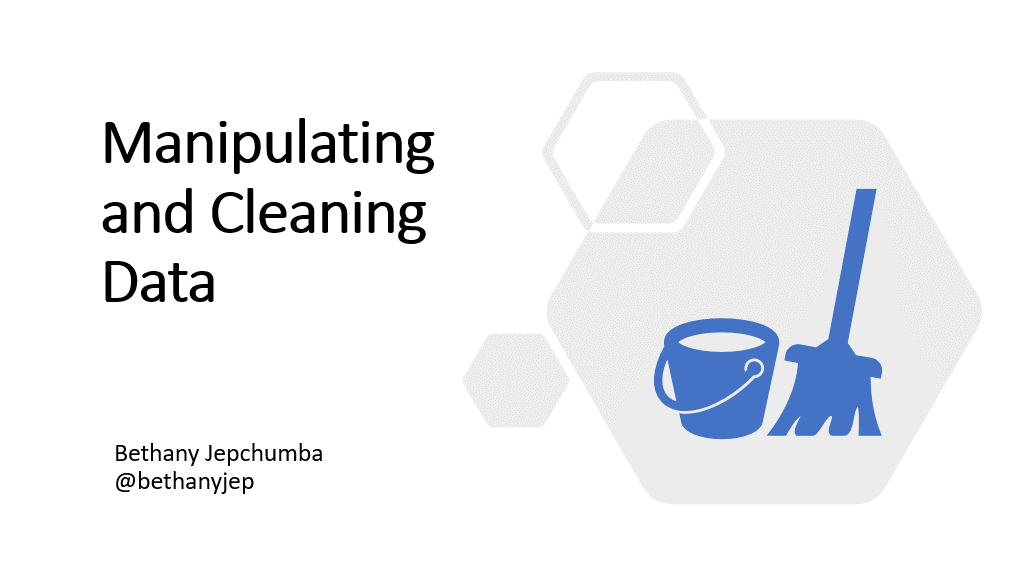 Manipulating
and Cleaning
Data
Bethany Jepchumba
@bethanyjep